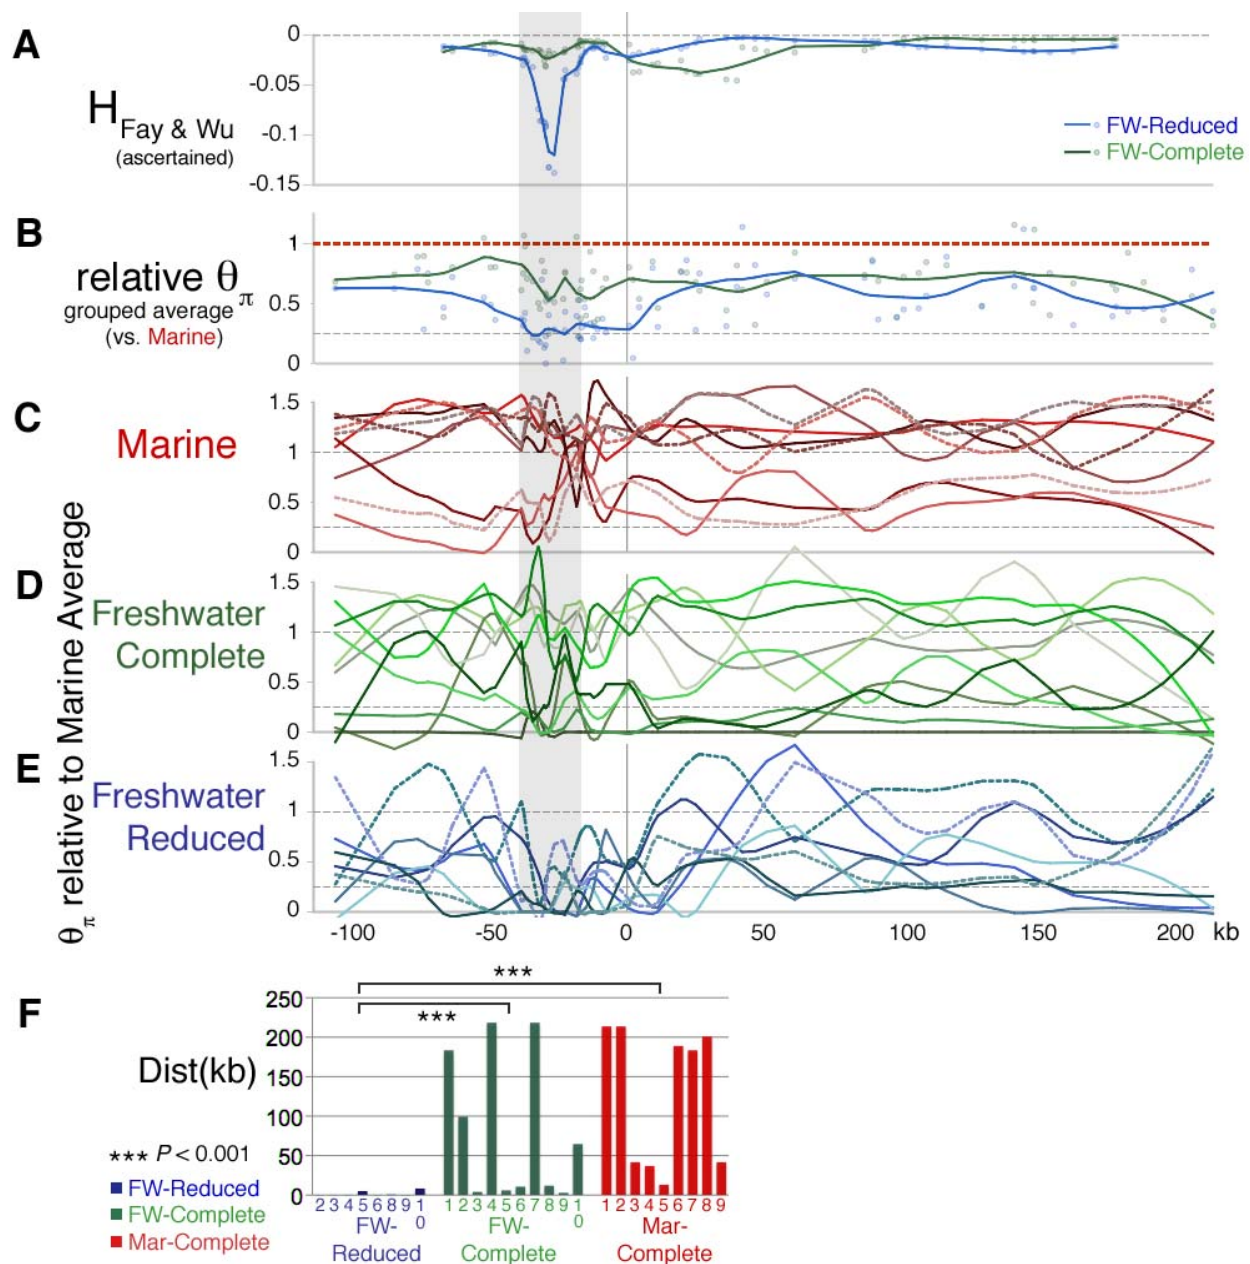 A
0
-0.05
-0.1
-0.15
H Fay & Wu
(ascertained)
FW-Reduced
FW-Complete
B
1
0.5
0
relative θπ
grouped average
(vs. Marine)
C
Marine
1.5
1
0.5
0
D
Freshwater
Complete
1.5
1
0.5
0
E
Freshwater
Reduced
1.5
1
0.5
0
θπ relative to Marine Average
-100 -50 0 50 100 150 200 kb
F
***
***
Dist(kb)
250
200
150
100
50
0
*** P < 0.001
FW-Reduced
FW-Complete
Mar-Complete
2 3 4 5 6 8 9 10
1 2 3 4 5 6 7 8 9 10
1 2 3 4 5 6 7 8 9
FW-
Reduced
FW-
Complete
Mar-
Complete